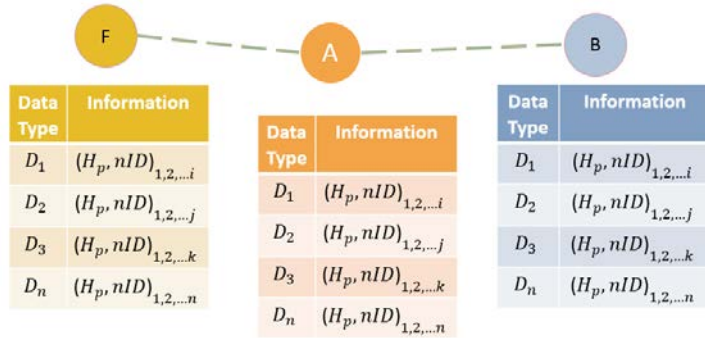 F
A
B
Data Type Information
D₁ (Hₚ, nID)₁,₂,...ᵢ
D₂ (Hₚ, nID)₁,₂,...ⱼ
D₃ (Hₚ, nID)₁,₂,...ₖ
Dₙ (Hₚ, nID)₁,₂,...ₙ
Data Type Information
D₁ (Hₚ, nID)₁,₂,...ᵢ
D₂ (Hₚ, nID)₁,₂,...ⱼ
D₃ (Hₚ, nID)₁,₂,...ₖ
Dₙ (Hₚ, nID)₁,₂,...ₙ
Data Type Information
D₁ (Hₚ, nID)₁,₂,...ᵢ
D₂ (Hₚ, nID)₁,₂,...ⱼ
D₃ (Hₚ, nID)₁,₂,...ₖ
Dₙ (Hₚ, nID)₁,₂,...ₙ